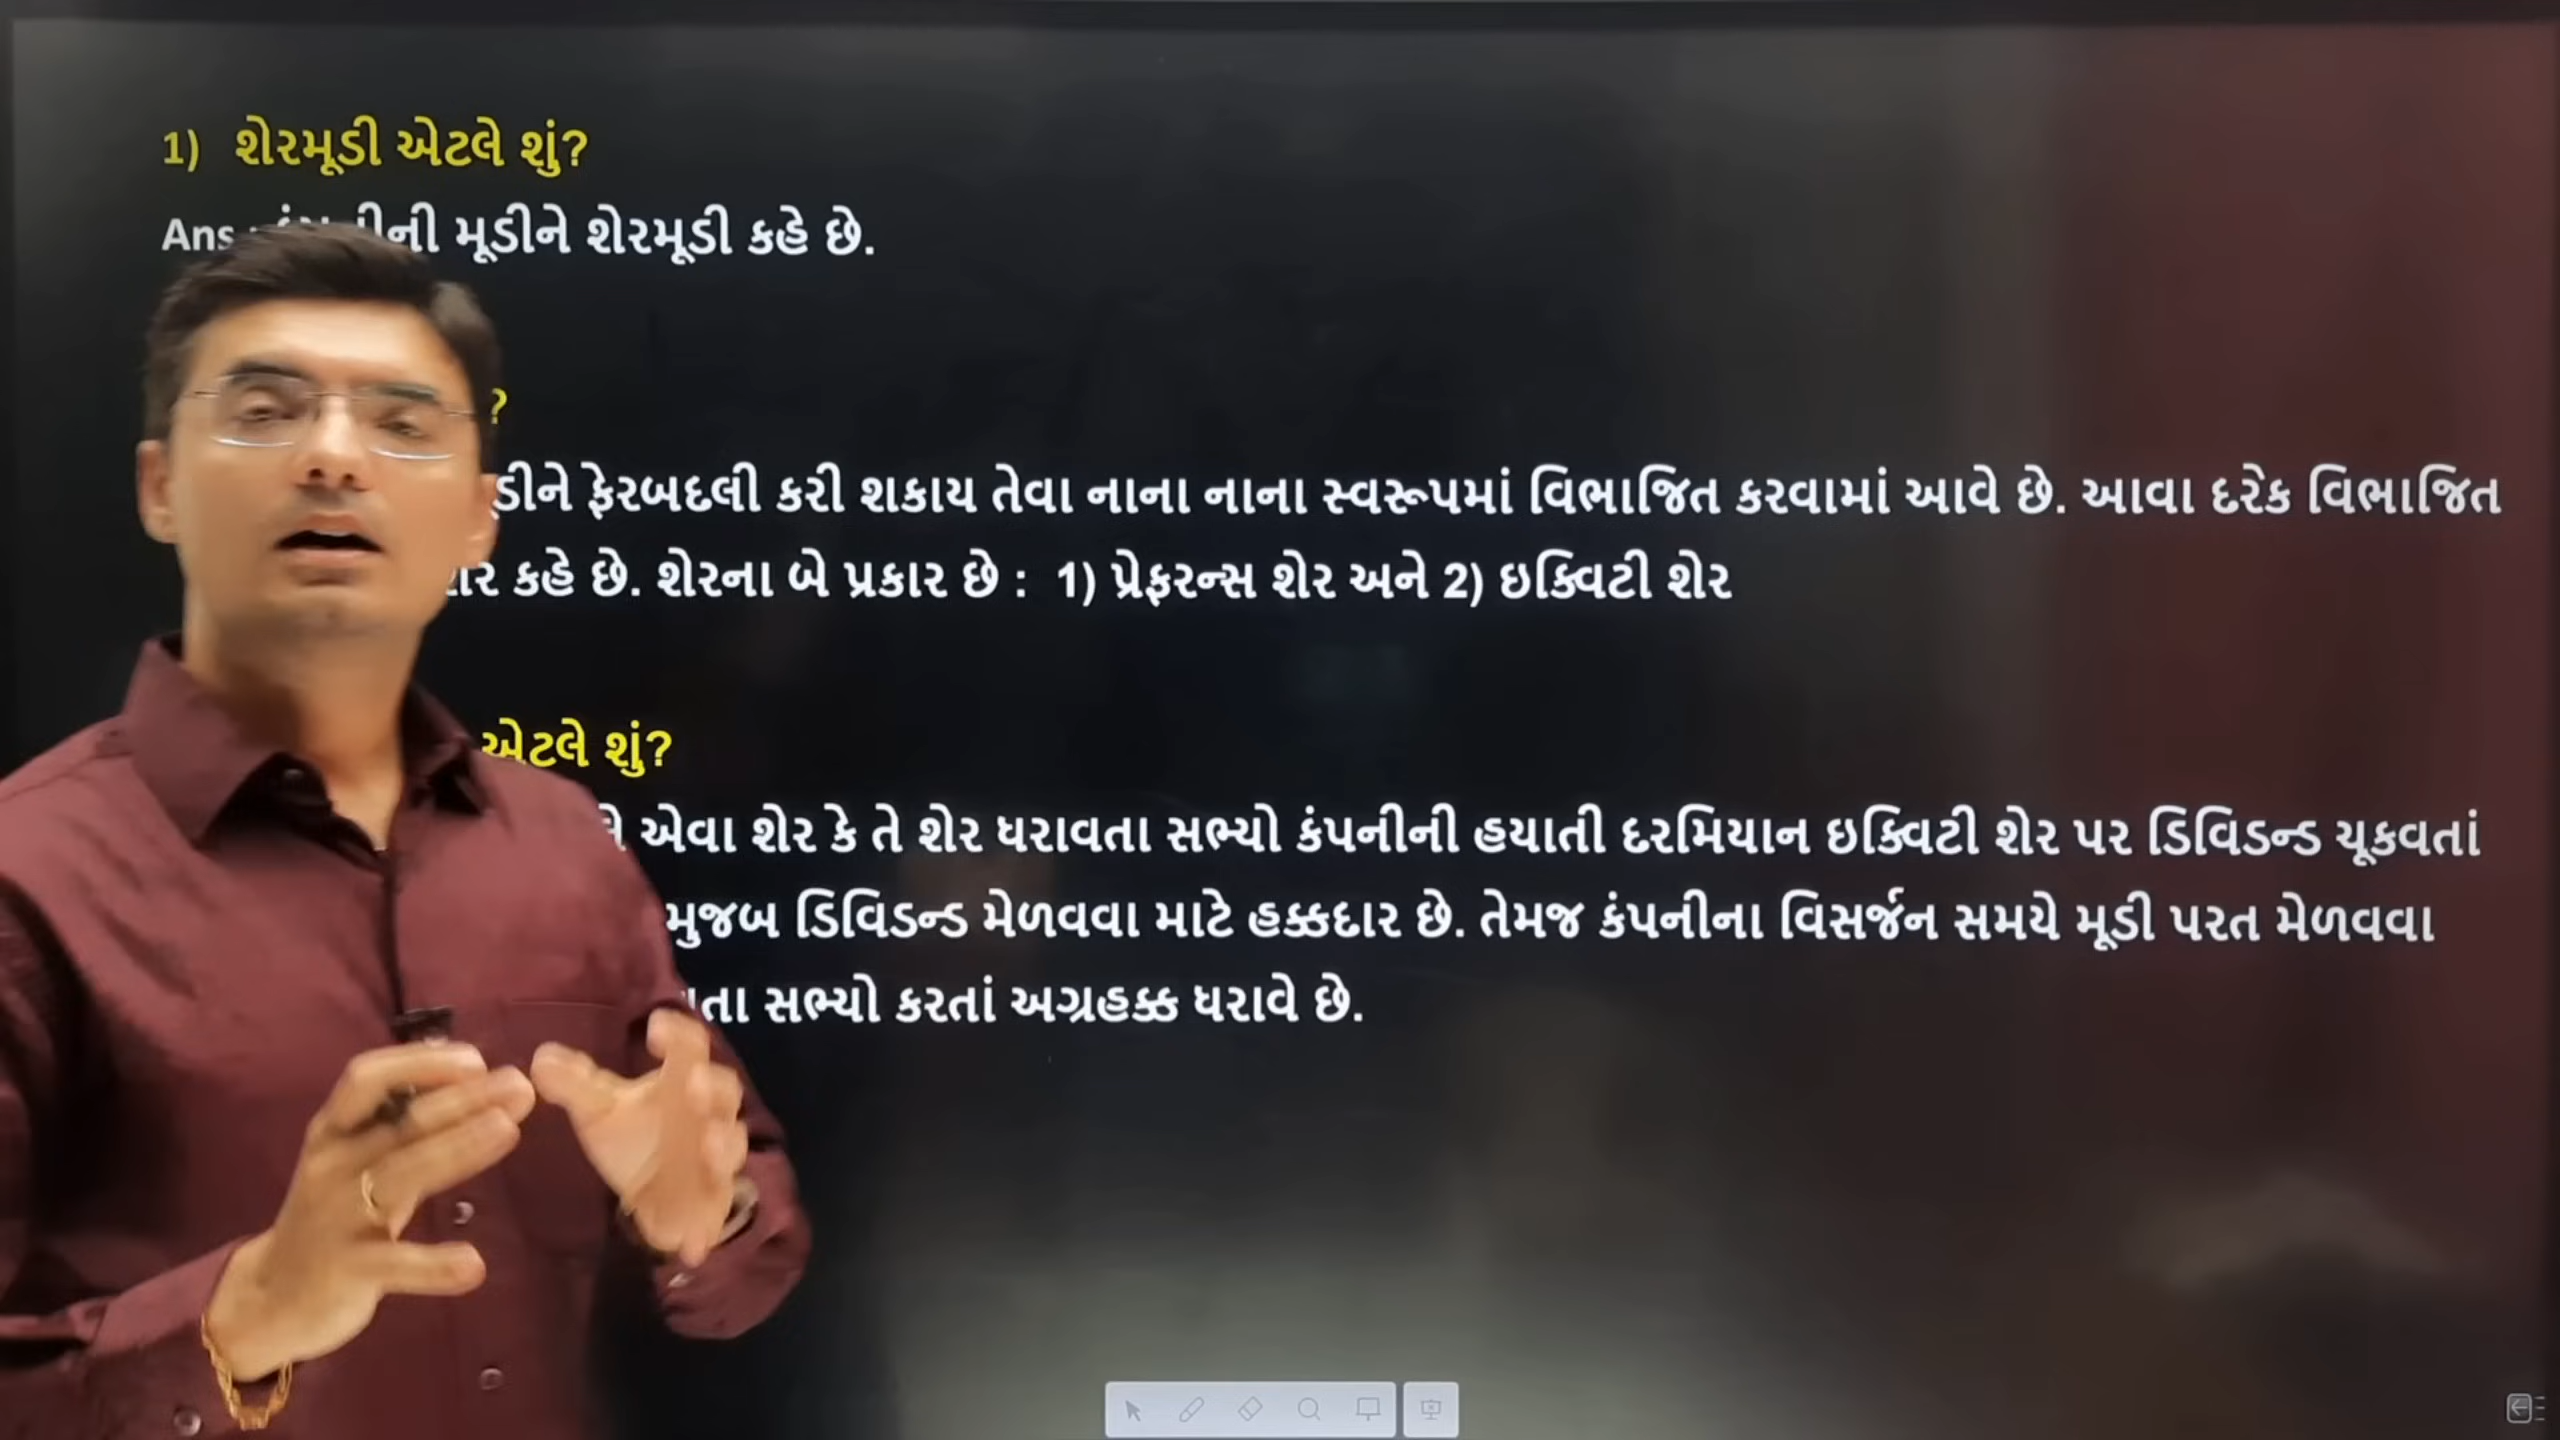 1) શેરમૂડી એટલે શું?
Ans મૂડીને શેરમૂડી કહે છે.
?
ફેરબદલી કરી શકાય તેવા નાના નાના સ્વરૂપમાં વિભાજિત કરવામાં આવે છે. આવા દરેક વિભાજિત
કહે છે. શેરના બે પ્રકાર છે : 1) પ્રેફરન્સ શેર અને 2) ઇક્વિટી શેર
એટલે શું?
એવા શેર કે તે શેર ધરાવતા સભ્યો કંપનીની હયાતી દરમિયાન ઇક્વિટી શેર પર ડિવિડન્ડ ચૂકવતાં
મુજબ ડિવિડન્ડ મેળવવા માટે હક્કદાર છે. તેમજ કંપનીના વિસર્જન સમયે મૂડી પરત મેળવવા
સભ્યો કરતાં અગ્રહક્ક ધરાવે છે.